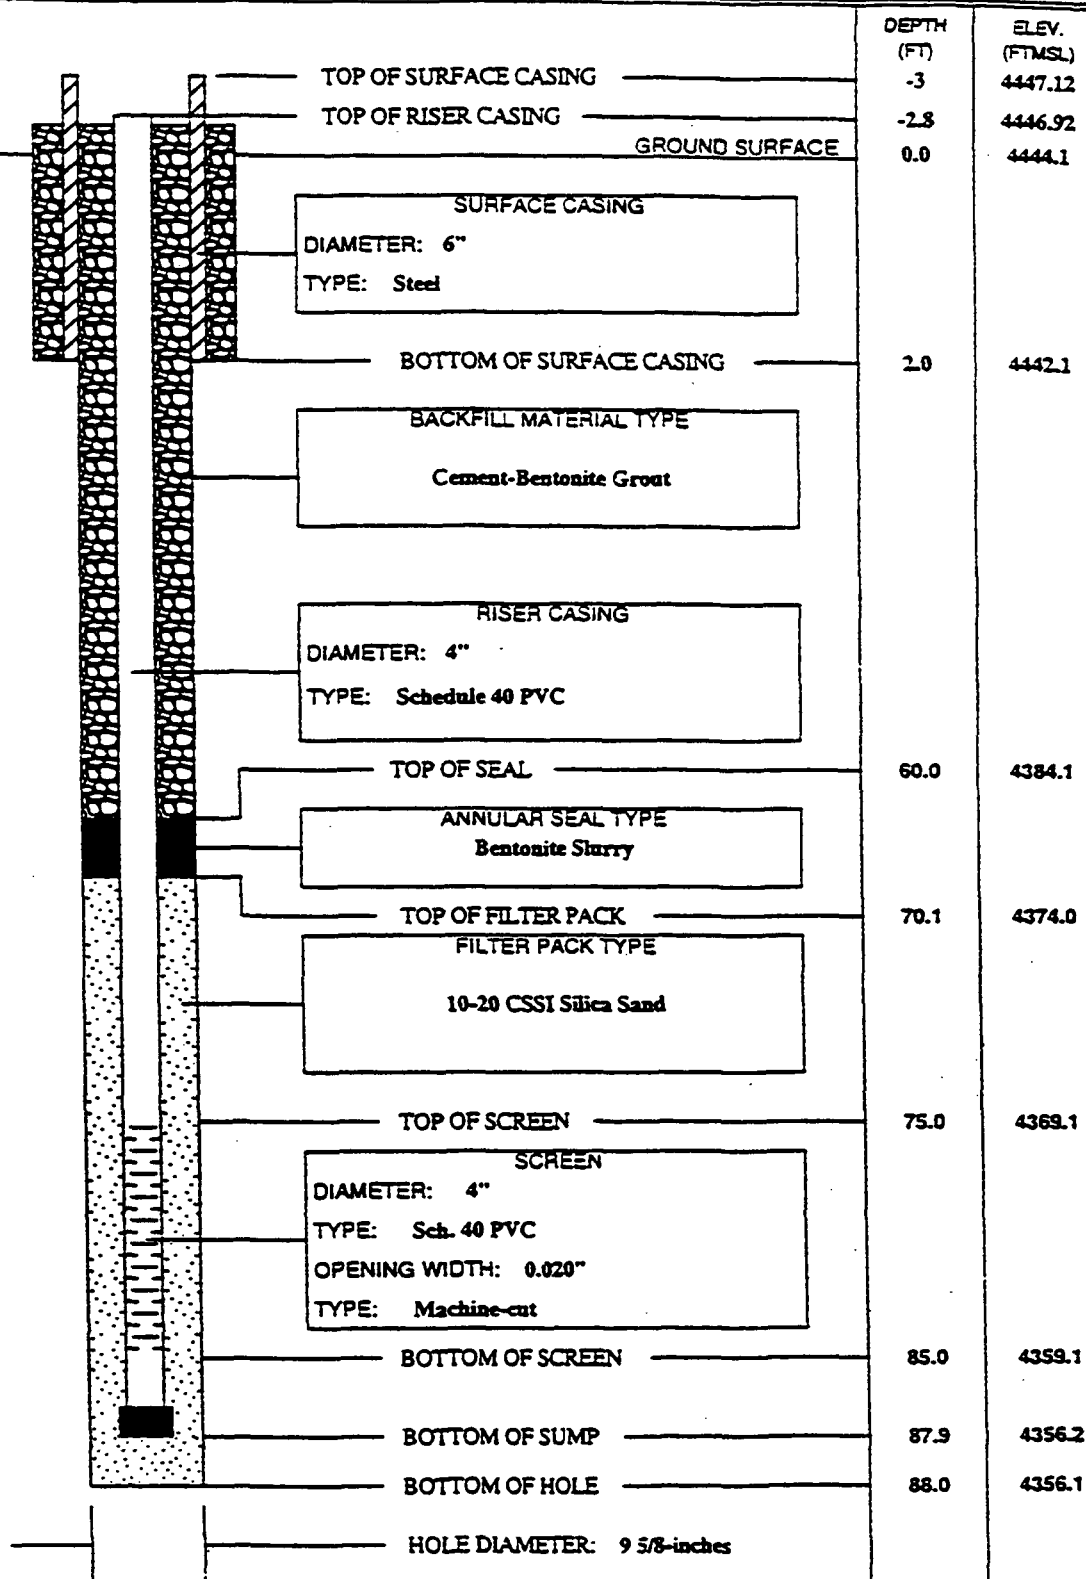 DEPTH ELEV.
(FT) (FTMSL)
TOP OF SURFACE CASING -3 4447.12
TOP OF RISER CASING -2.8 4446.92
GROUND SURFACE 0.0 4444.1
SURFACE CASING
DIAMETER: 6"
TYPE: Steel
BOTTOM OF SURFACE CASING 2.0 4442.1
BACKFILL MATERIAL TYPE
Cement-Bentonite Grout
RISER CASING
DIAMETER: 4"
TYPE: Schedule 40 PVC
TOP OF SEAL 60.0 4384.1
ANNULAR SEAL TYPE
Bentonite Slurry
TOP OF FILTER PACK 70.1 4374.0
FILTER PACK TYPE
10-20 CSSI Silica Sand
TOP OF SCREEN 75.0 4369.1
SCREEN
DIAMETER: 4"
TYPE: Sch. 40 PVC
OPENING WIDTH: 0.020"
TYPE: Machine-cut
BOTTOM OF SCREEN 85.0 4359.1
BOTTOM OF SUMP 87.9 4356.2
BOTTOM OF HOLE 88.0 4356.1
HOLE DIAMETER: 9 5/8-inches